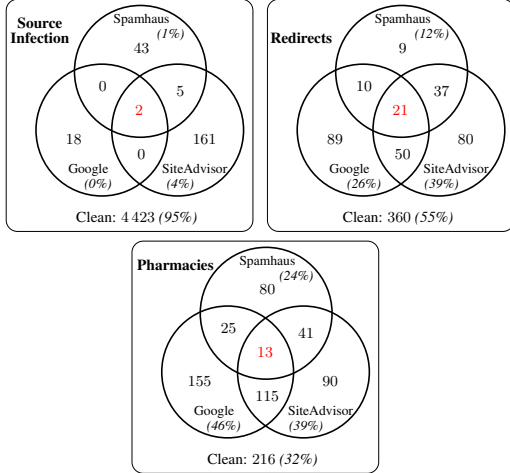 Source
Infection
Spamhaus
(1%)
43
0
5
2
18
0
161
Google
(0%)
SiteAdvisor
(4%)
Clean: 4 423 (95%)
Redirects
Spamhaus
(12%)
9
10
37
21
89
50
80
Google
(26%)
SiteAdvisor
(39%)
Clean: 360 (55%)
Pharmacies
Spamhaus
(24%)
80
25
41
13
155
115
90
Google
(46%)
SiteAdvisor
(39%)
Clean: 216 (32%)